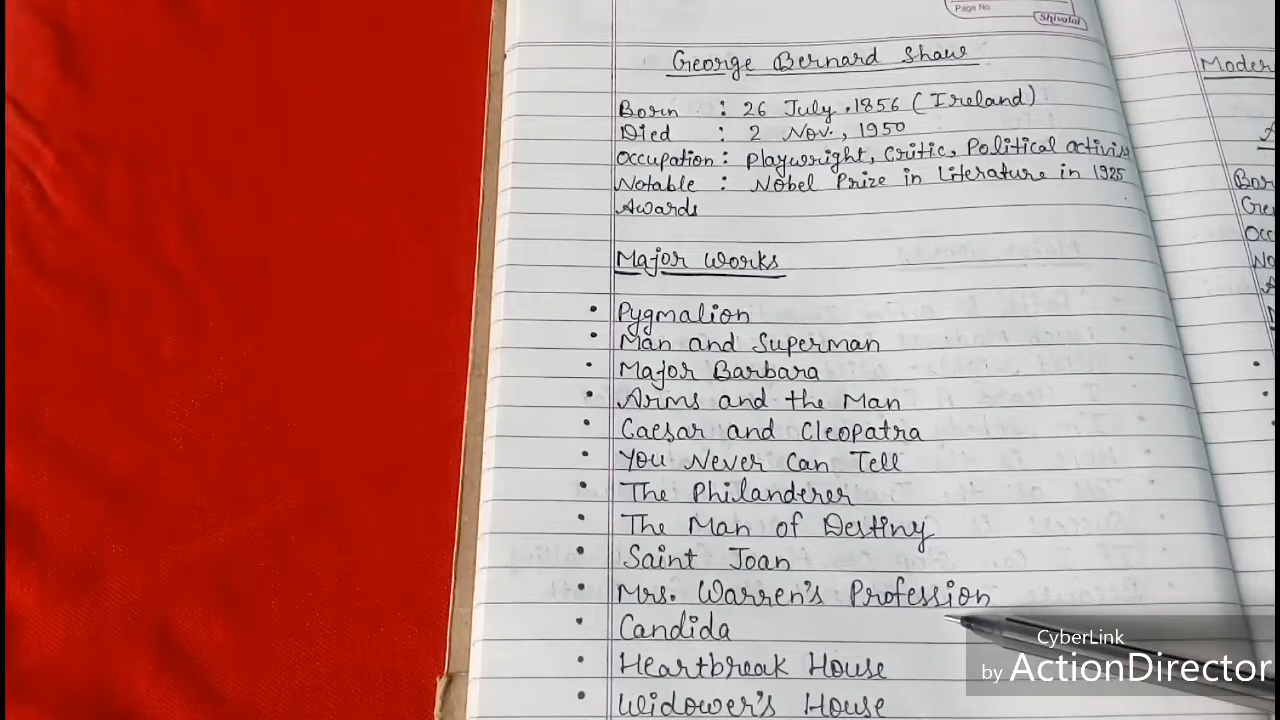 Page No.
Shivalal
George Bernard Shaw
Born : 26 July, 1856 (Ireland)
Died : 2 Nov., 1950
Occupation : Playwright, Critic, Political activis
Notable : Nobel Prize in Literature in 1925
Awards
Major Works
• Pygmalion
• Man and Superman
• Major Barbara
• Arms and the Man
• Caesar and Cleopatra
• You Never Can Tell
• The Philanderer
• The Man of Destiny
• Saint Joan
• Mrs. Warren's Profession
• Candida
• Heartbreak House
• Widower's House
Moder
Bor
Occ
No
CyberLink
by ActionDirector